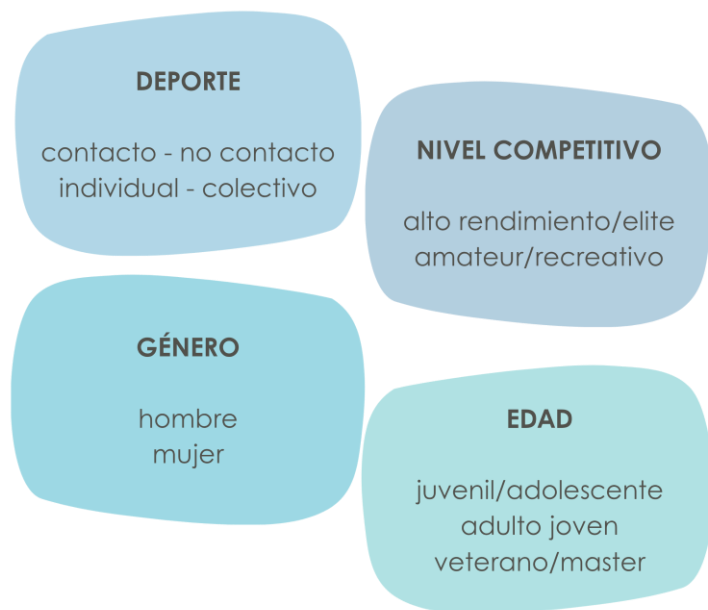 DEPORTE
contacto - no contacto
individual - colectivo
NIVEL COMPETITIVO
alto rendimiento/elite
amateur/recreativo
GÉNERO
hombre
mujer
EDAD
juvenil/adolescente
adulto joven
veterano/master